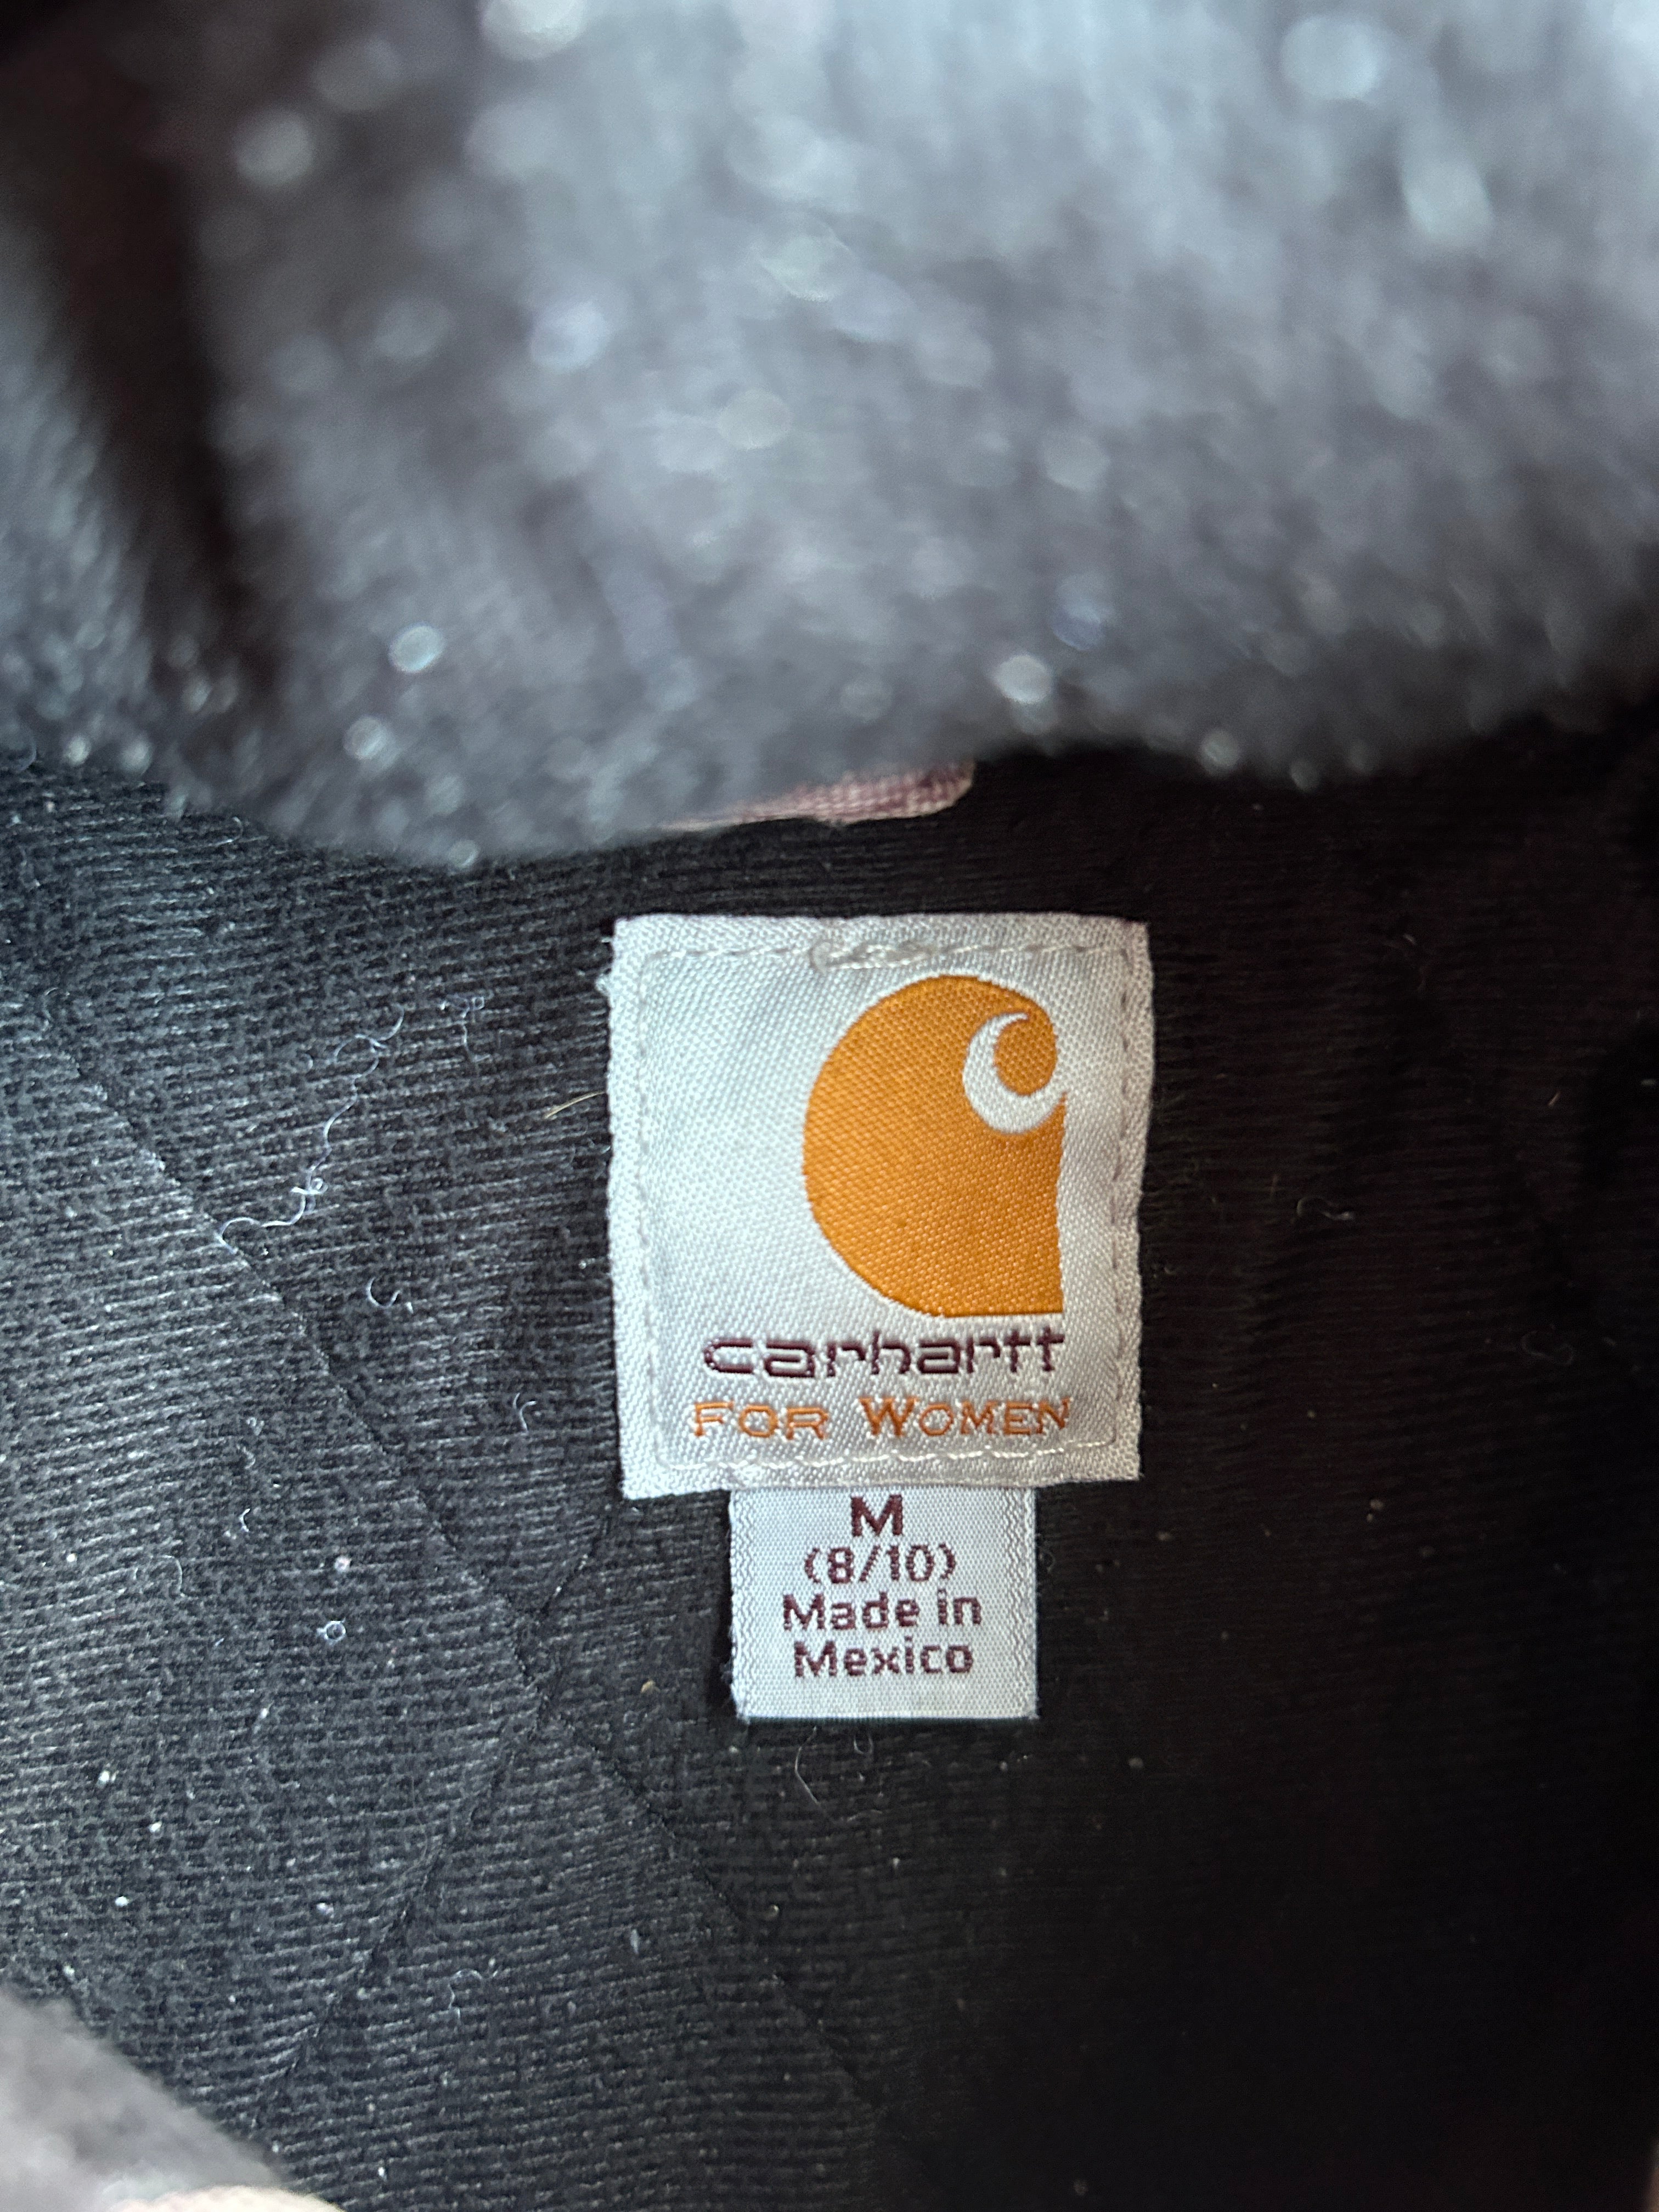 carhartt
FOR WOMEN
M
(8/10)
Made in
Mexico